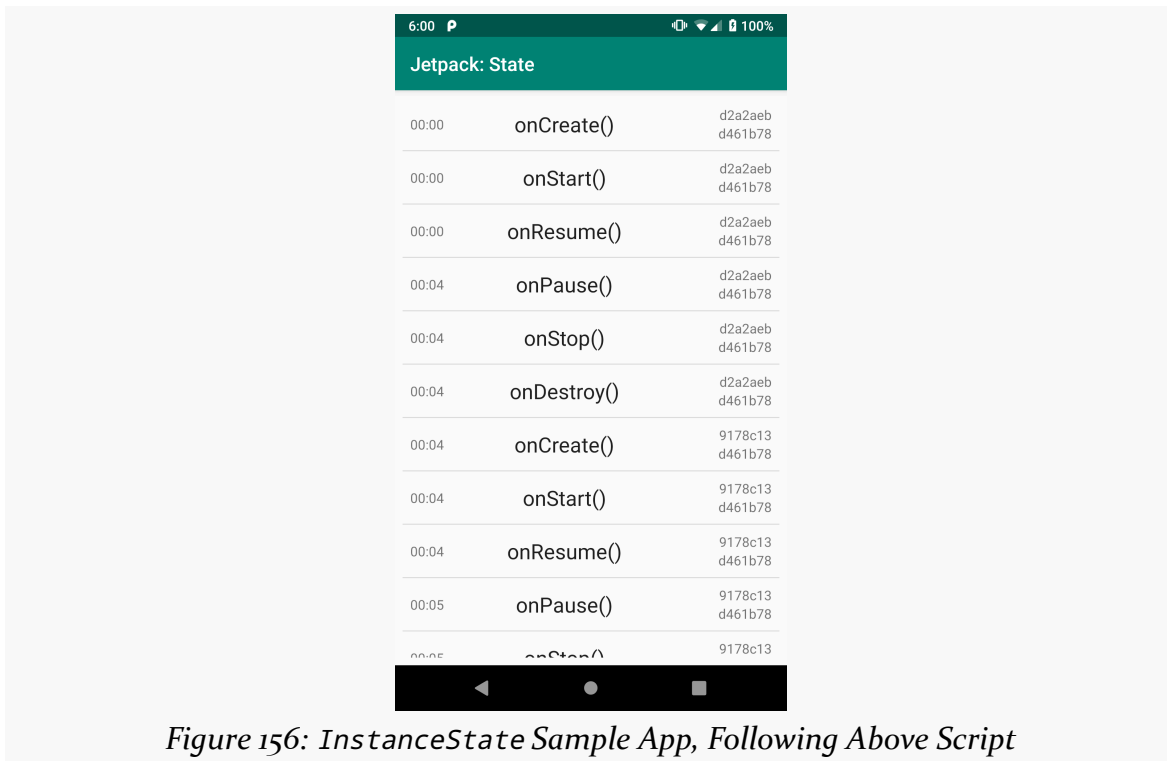 6:00 100%
Jetpack: State
00:00 onCreate() d2a2aeb
d461b78
00:00 onStart() d2a2aeb
d461b78
00:00 onResume() d2a2aeb
d461b78
00:04 onPause() d2a2aeb
d461b78
00:04 onStop() d2a2aeb
d461b78
00:04 onDestroy() d2a2aeb
d461b78
00:04 onCreate() 9178c13
d461b78
00:04 onStart() 9178c13
d461b78
00:04 onResume() 9178c13
d461b78
00:05 onPause() 9178c13
d461b78
00:05 onStop() 9178c13
Figure 156: InstanceState Sample App, Following Above Script